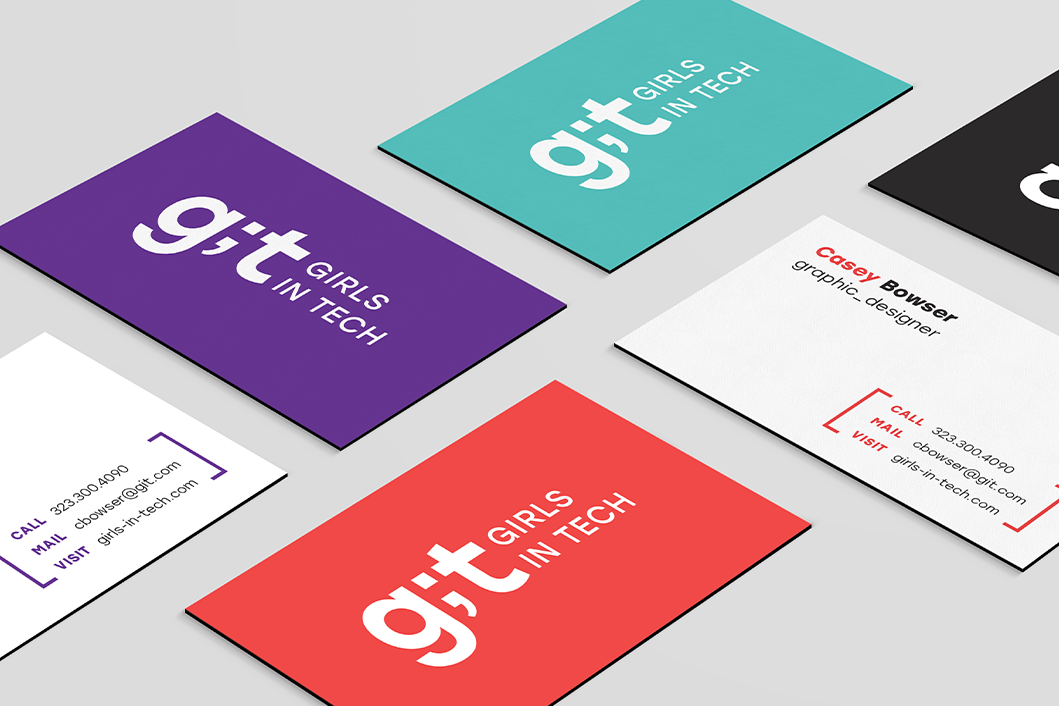 g;t GIRLS
IN TECH
g;t GIRLS
IN TECH
Casey Bowser
graphic_designer
CALL 323.300.4090
MAIL cbowser@git.com
VISIT girls-in-tech.com
CALL 323.300.4090
MAIL cbowser@git.com
VISIT girls-in-tech.com
g;t GIRLS
IN TECH